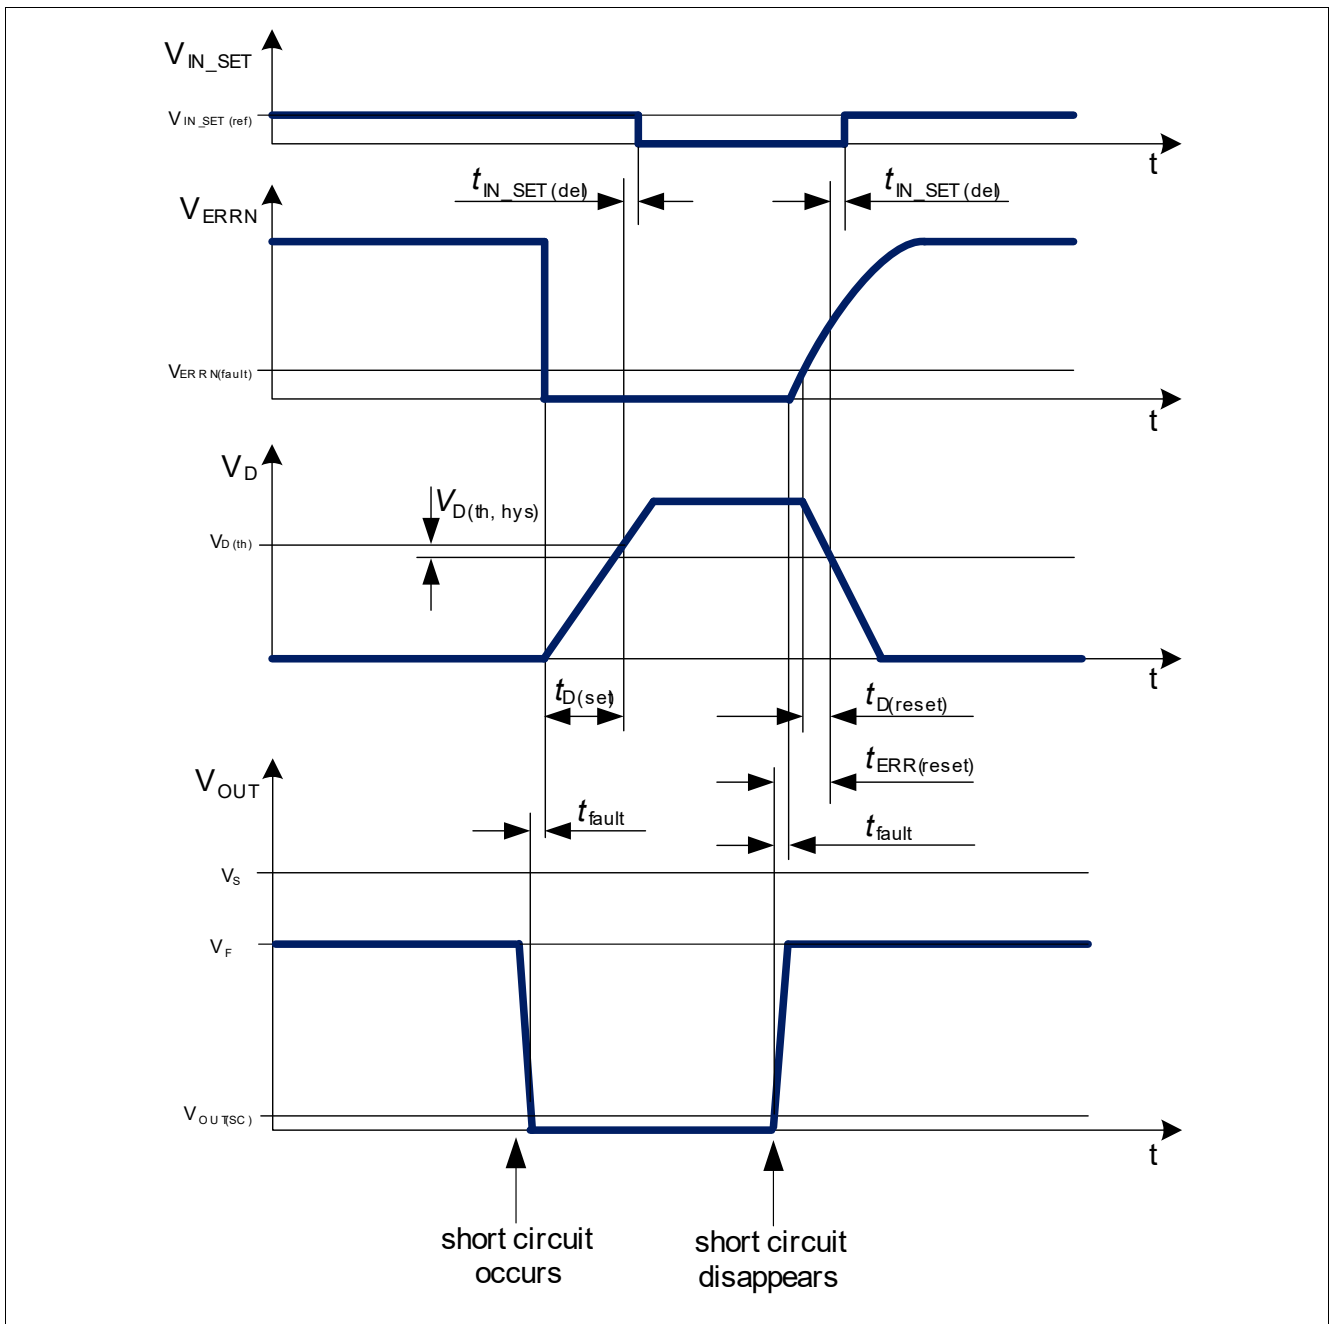 VIN_SET
VIN_SET(ref)
t
tIN_SET(del)
tIN_SET(del)
VERRN
VERRN(fault)
t
VD
VD(th, hys)
VD(th)
t
tD(set)
tD(reset)
tERR(reset)
VOUT
tfault
tfault
VS
VF
VOUT(SC)
t
short circuit
occurs
short circuit
disappears